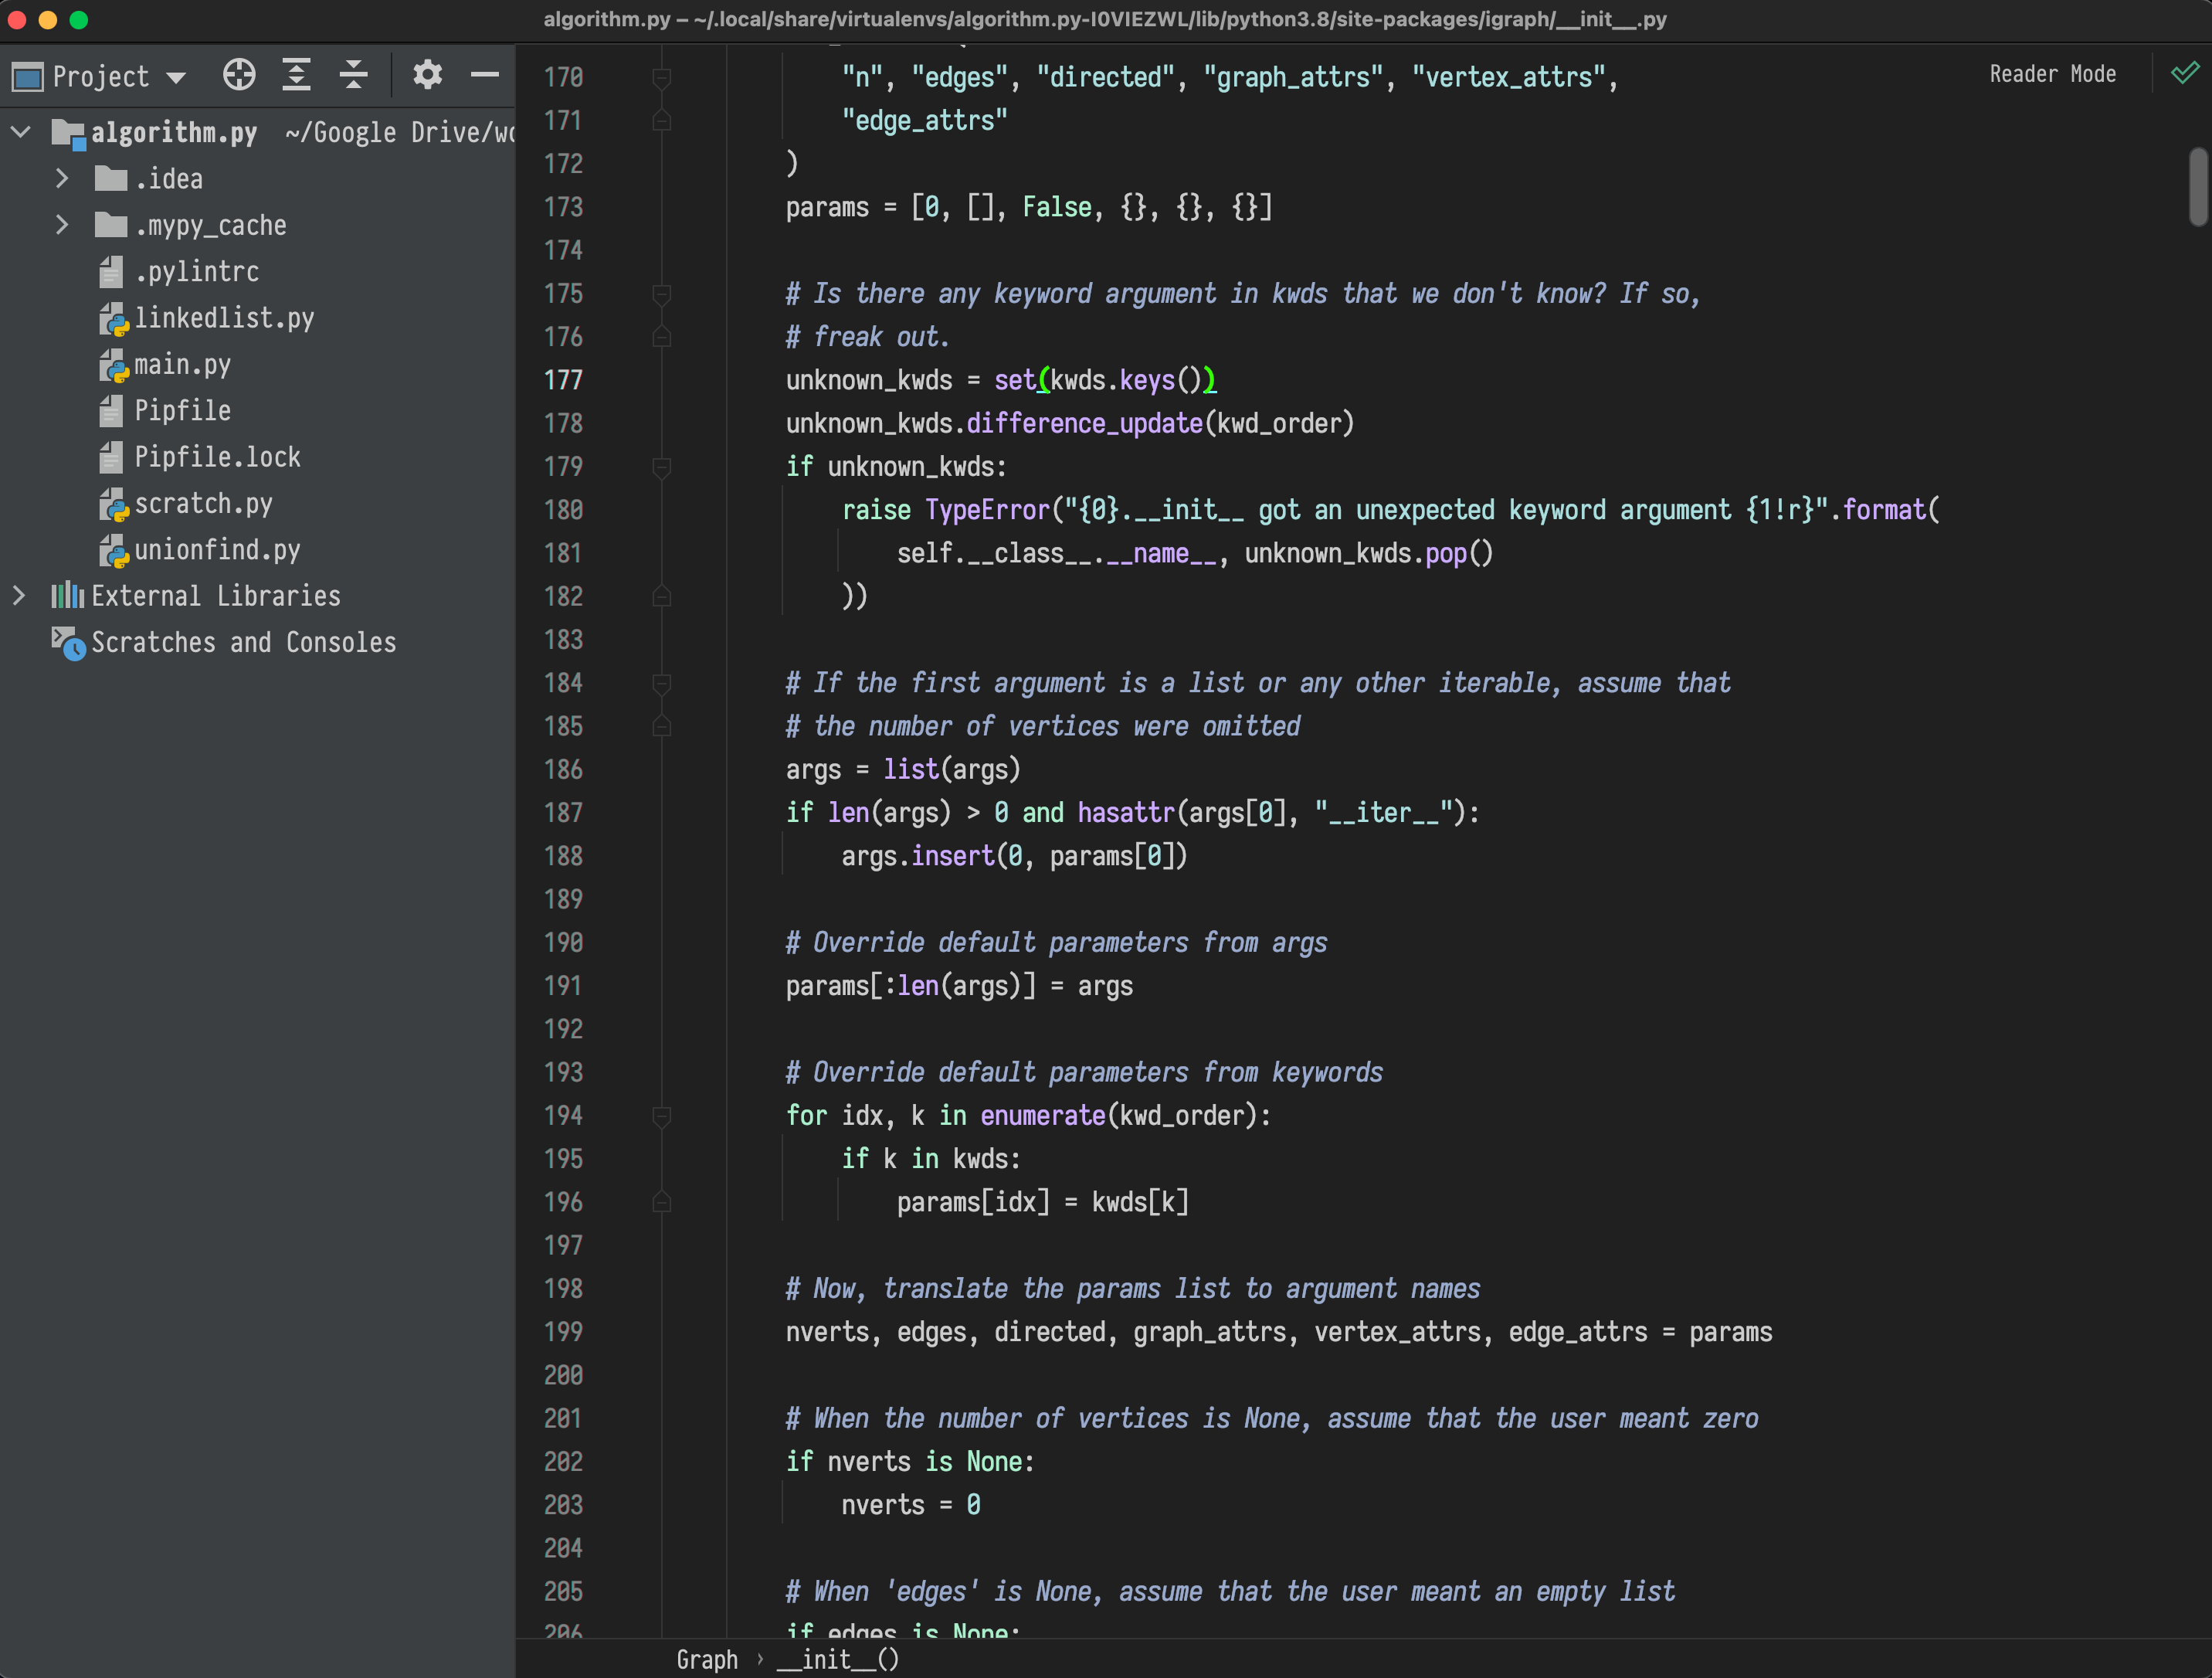 algorithm.py – ~/.local/share/virtualenvs/algorithm.py-I0VIEZWL/lib/python3.8/site-packages/igraph/__init__.py
Project
algorithm.py ~/Google Drive/
.idea
.mypy_cache
.pylintrc
linkedlist.py
main.py
Pipfile
Pipfile.lock
scratch.py
unionfind.py
External Libraries
Scratches and Consoles
Reader Mode
170 "n", "edges", "directed", "graph_attrs", "vertex_attrs",
171 "edge_attrs"
172 )
173 params = [0, [], False, {}, {}, {}]
174
175 # Is there any keyword argument in kwds that we don't know? If so,
176 # freak out.
177 unknown_kwds = set(kwds.keys())
178 unknown_kwds.difference_update(kwd_order)
179 if unknown_kwds:
180 raise TypeError("{0}.__init__ got an unexpected keyword argument {1!r}".format(
181 self.__class__.__name__, unknown_kwds.pop()
182 ))
183
184 # If the first argument is a list or any other iterable, assume that
185 # the number of vertices were omitted
186 args = list(args)
187 if len(args) > 0 and hasattr(args[0], "__iter__"):
188 args.insert(0, params[0])
189
190 # Override default parameters from args
191 params[:len(args)] = args
192
193 # Override default parameters from keywords
194 for idx, k in enumerate(kwd_order):
195 if k in kwds:
196 params[idx] = kwds[k]
197
198 # Now, translate the params list to argument names
199 nverts, edges, directed, graph_attrs, vertex_attrs, edge_attrs = params
200
201 # When the number of vertices is None, assume that the user meant zero
202 if nverts is None:
203 nverts = 0
204
205 # When 'edges' is None, assume that the user meant an empty list
206 if edges is None:
Graph › __init__()